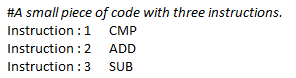 #A small piece of code with three instructions.
Instruction : 1 CMP
Instruction : 2 ADD
Instruction : 3 SUB